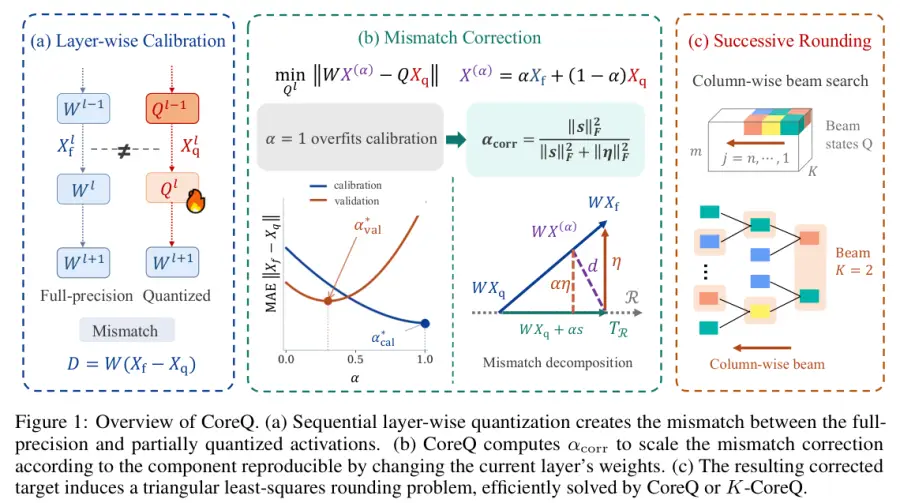 (a) Layer-wise Calibration
W^{l−1}
Q^{l−1}
X_f^l
≠
X_q^l
W^l
Q^l
W^{l+1}
W^{l+1}
Full-precision
Quantized
Mismatch
D = W(X_f − X_q)
(b) Mismatch Correction
min_{Q^l} ‖WX^{(α)} − QX_q‖
X^{(α)} = αX_f + (1 − α)X_q
α = 1 overfits calibration
α_corr = ‖s‖_F^2 / (‖s‖_F^2 + ‖η‖_F^2)
calibration
validation
MAE ‖X_f − X_q‖
α*_val
α*_cal
0.0
0.5
1.0
α
WX_f
WX^{(α)}
WX_q
αη
d
η
ℛ
WX_q + αs
T_ℛ
Mismatch decomposition
(c) Successive Rounding
Column-wise beam search
m
j = n, ⋯, 1
K
Beam
states Q
⋮
Beam
K = 2
Column-wise beam
Figure 1: Overview of CoreQ. (a) Sequential layer-wise quantization creates the mismatch between the full-
precision and partially quantized activations. (b) CoreQ computes α_corr to scale the mismatch correction
according to the component reproducible by changing the current layer's weights. (c) The resulting corrected
target induces a triangular least-squares rounding problem, efficiently solved by CoreQ or K-CoreQ.